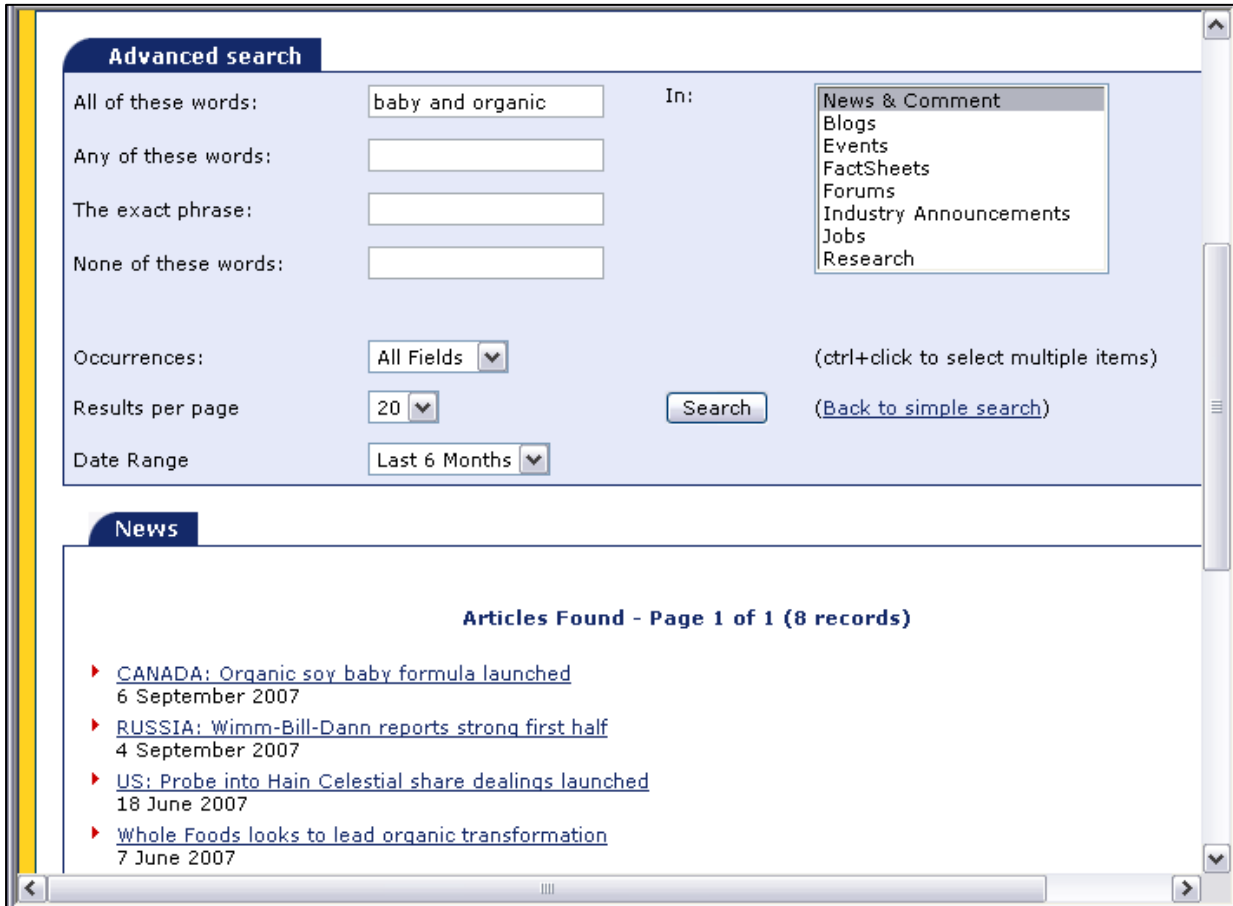 Advanced search
All of these words: baby and organic In: News & Comment
Blogs
Events
Any of these words:
FactSheets
Forums
The exact phrase:
Industry Announcements
Jobs
None of these words:
Research
Occurrences: All Fields (ctrl+click to select multiple items)
Results per page 20 Search (Back to simple search)
Date Range Last 6 Months
News
Articles Found - Page 1 of 1 (8 records)
CANADA: Organic soy baby formula launched
6 September 2007
RUSSIA: Wimm-Bill-Dann reports strong first half
4 September 2007
US: Probe into Hain Celestial share dealings launched
18 June 2007
Whole Foods looks to lead organic transformation
7 June 2007